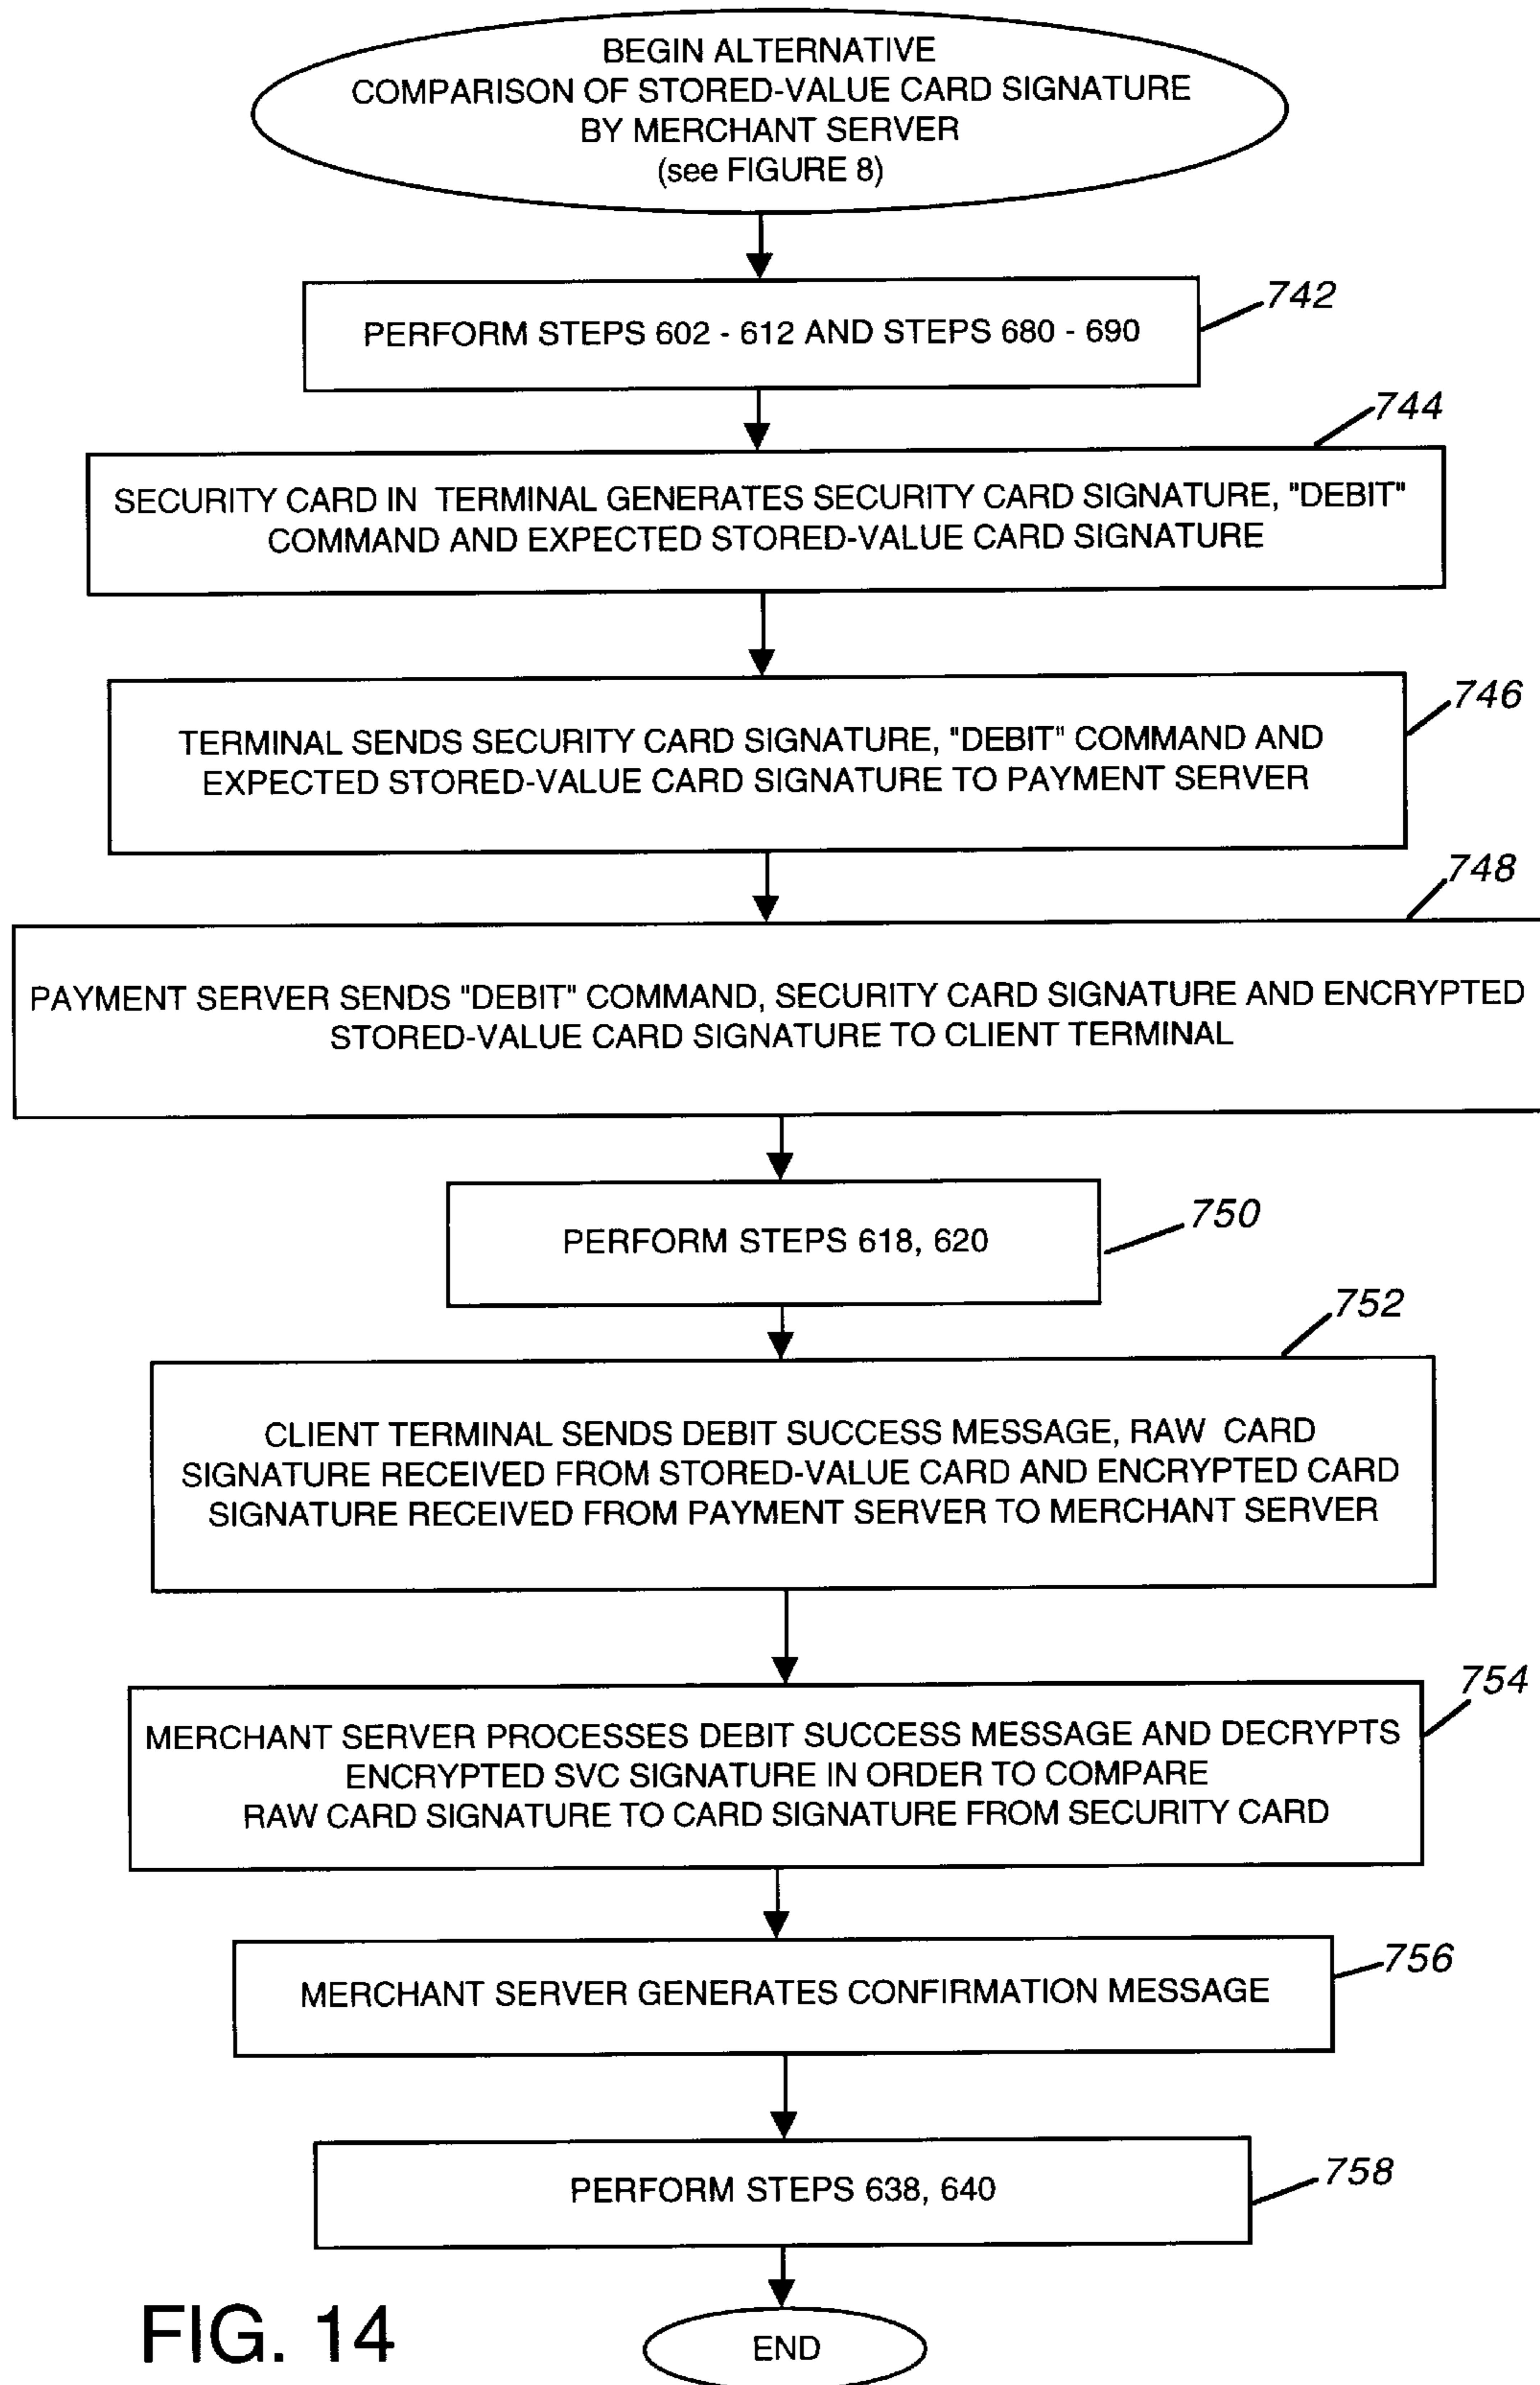 BEGIN ALTERNATIVE
COMPARISON OF STORED-VALUE CARD SIGNATURE
BY MERCHANT SERVER
(see FIGURE 8)
742
PERFORM STEPS 602 - 612 AND STEPS 680 - 690
744
SECURITY CARD IN TERMINAL GENERATES SECURITY CARD SIGNATURE, "DEBIT"
COMMAND AND EXPECTED STORED-VALUE CARD SIGNATURE
746
TERMINAL SENDS SECURITY CARD SIGNATURE, "DEBIT" COMMAND AND
EXPECTED STORED-VALUE CARD SIGNATURE TO PAYMENT SERVER
748
PAYMENT SERVER SENDS "DEBIT" COMMAND, SECURITY CARD SIGNATURE AND ENCRYPTED
STORED-VALUE CARD SIGNATURE TO CLIENT TERMINAL
750
PERFORM STEPS 618, 620
752
CLIENT TERMINAL SENDS DEBIT SUCCESS MESSAGE, RAW CARD
SIGNATURE RECEIVED FROM STORED-VALUE CARD AND ENCRYPTED CARD
SIGNATURE RECEIVED FROM PAYMENT SERVER TO MERCHANT SERVER
754
MERCHANT SERVER PROCESSES DEBIT SUCCESS MESSAGE AND DECRYPTS
ENCRYPTED SVC SIGNATURE IN ORDER TO COMPARE
RAW CARD SIGNATURE TO CARD SIGNATURE FROM SECURITY CARD
756
MERCHANT SERVER GENERATES CONFIRMATION MESSAGE
758
PERFORM STEPS 638, 640
FIG. 14
END